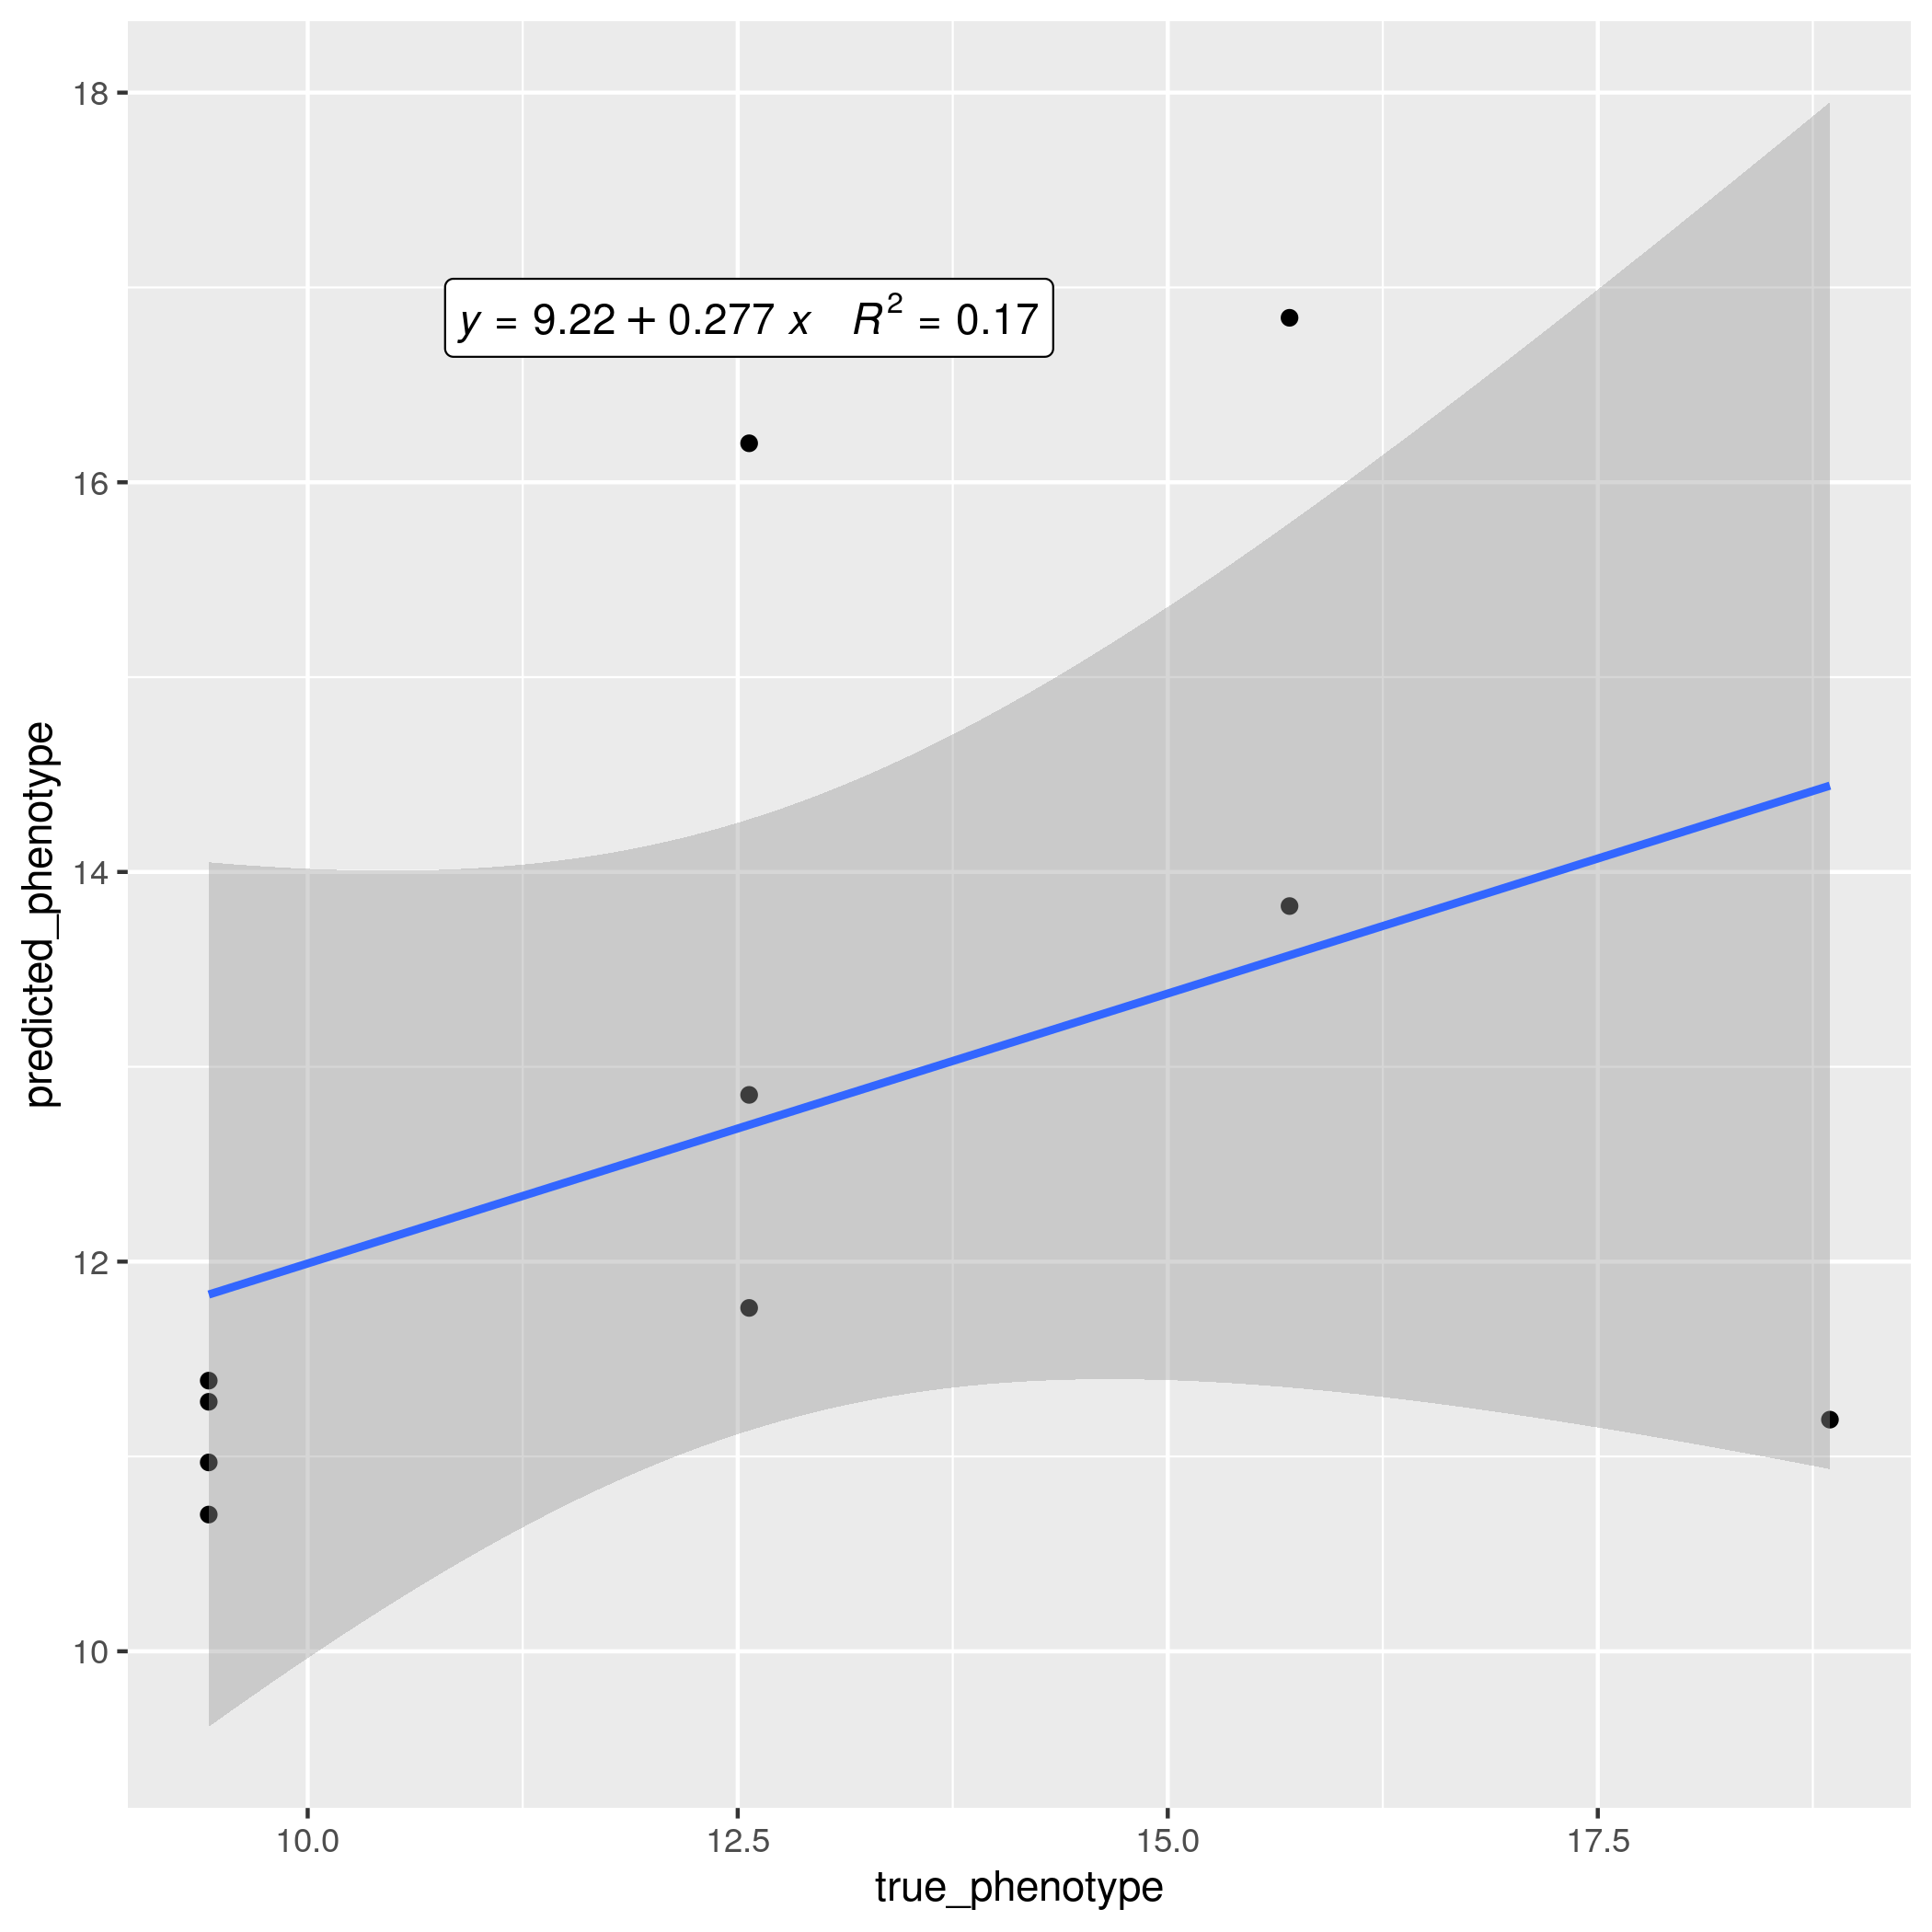 18
y = 9.22 + 0.277 x R² = 0.17
16
14
predicted_phenotype
12
10
10.0 12.5 15.0 17.5
true_phenotype